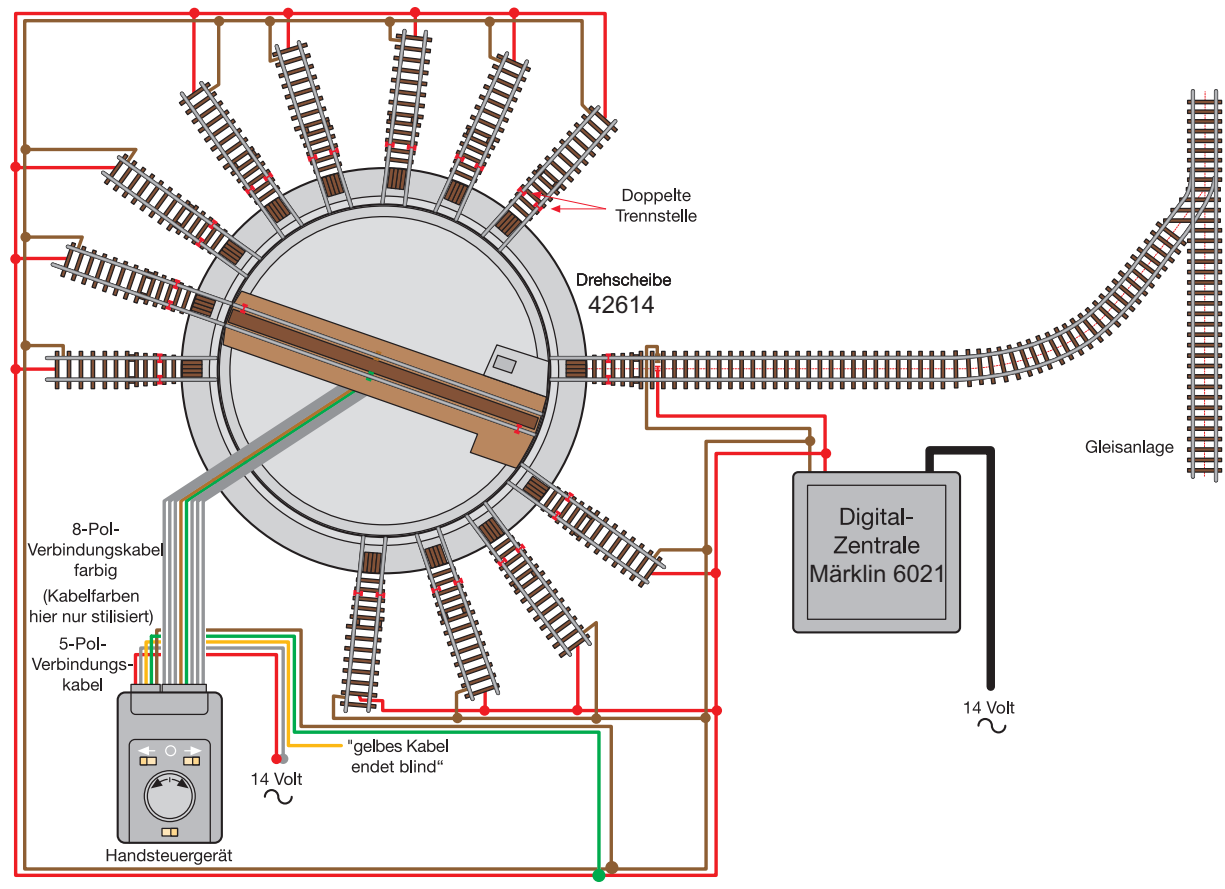 Doppelte
Trennstelle
Drehscheibe
42614
Gleisanlage
Digital-
Zentrale
Märklin 6021
14 Volt
8-Pol-
Verbindungskabel
farbig
(Kabelfarben
hier nur stilisiert)
5-Pol-
Verbindungs-
kabel
"gelbes Kabel
endet blind“
14 Volt
Handsteuergerät